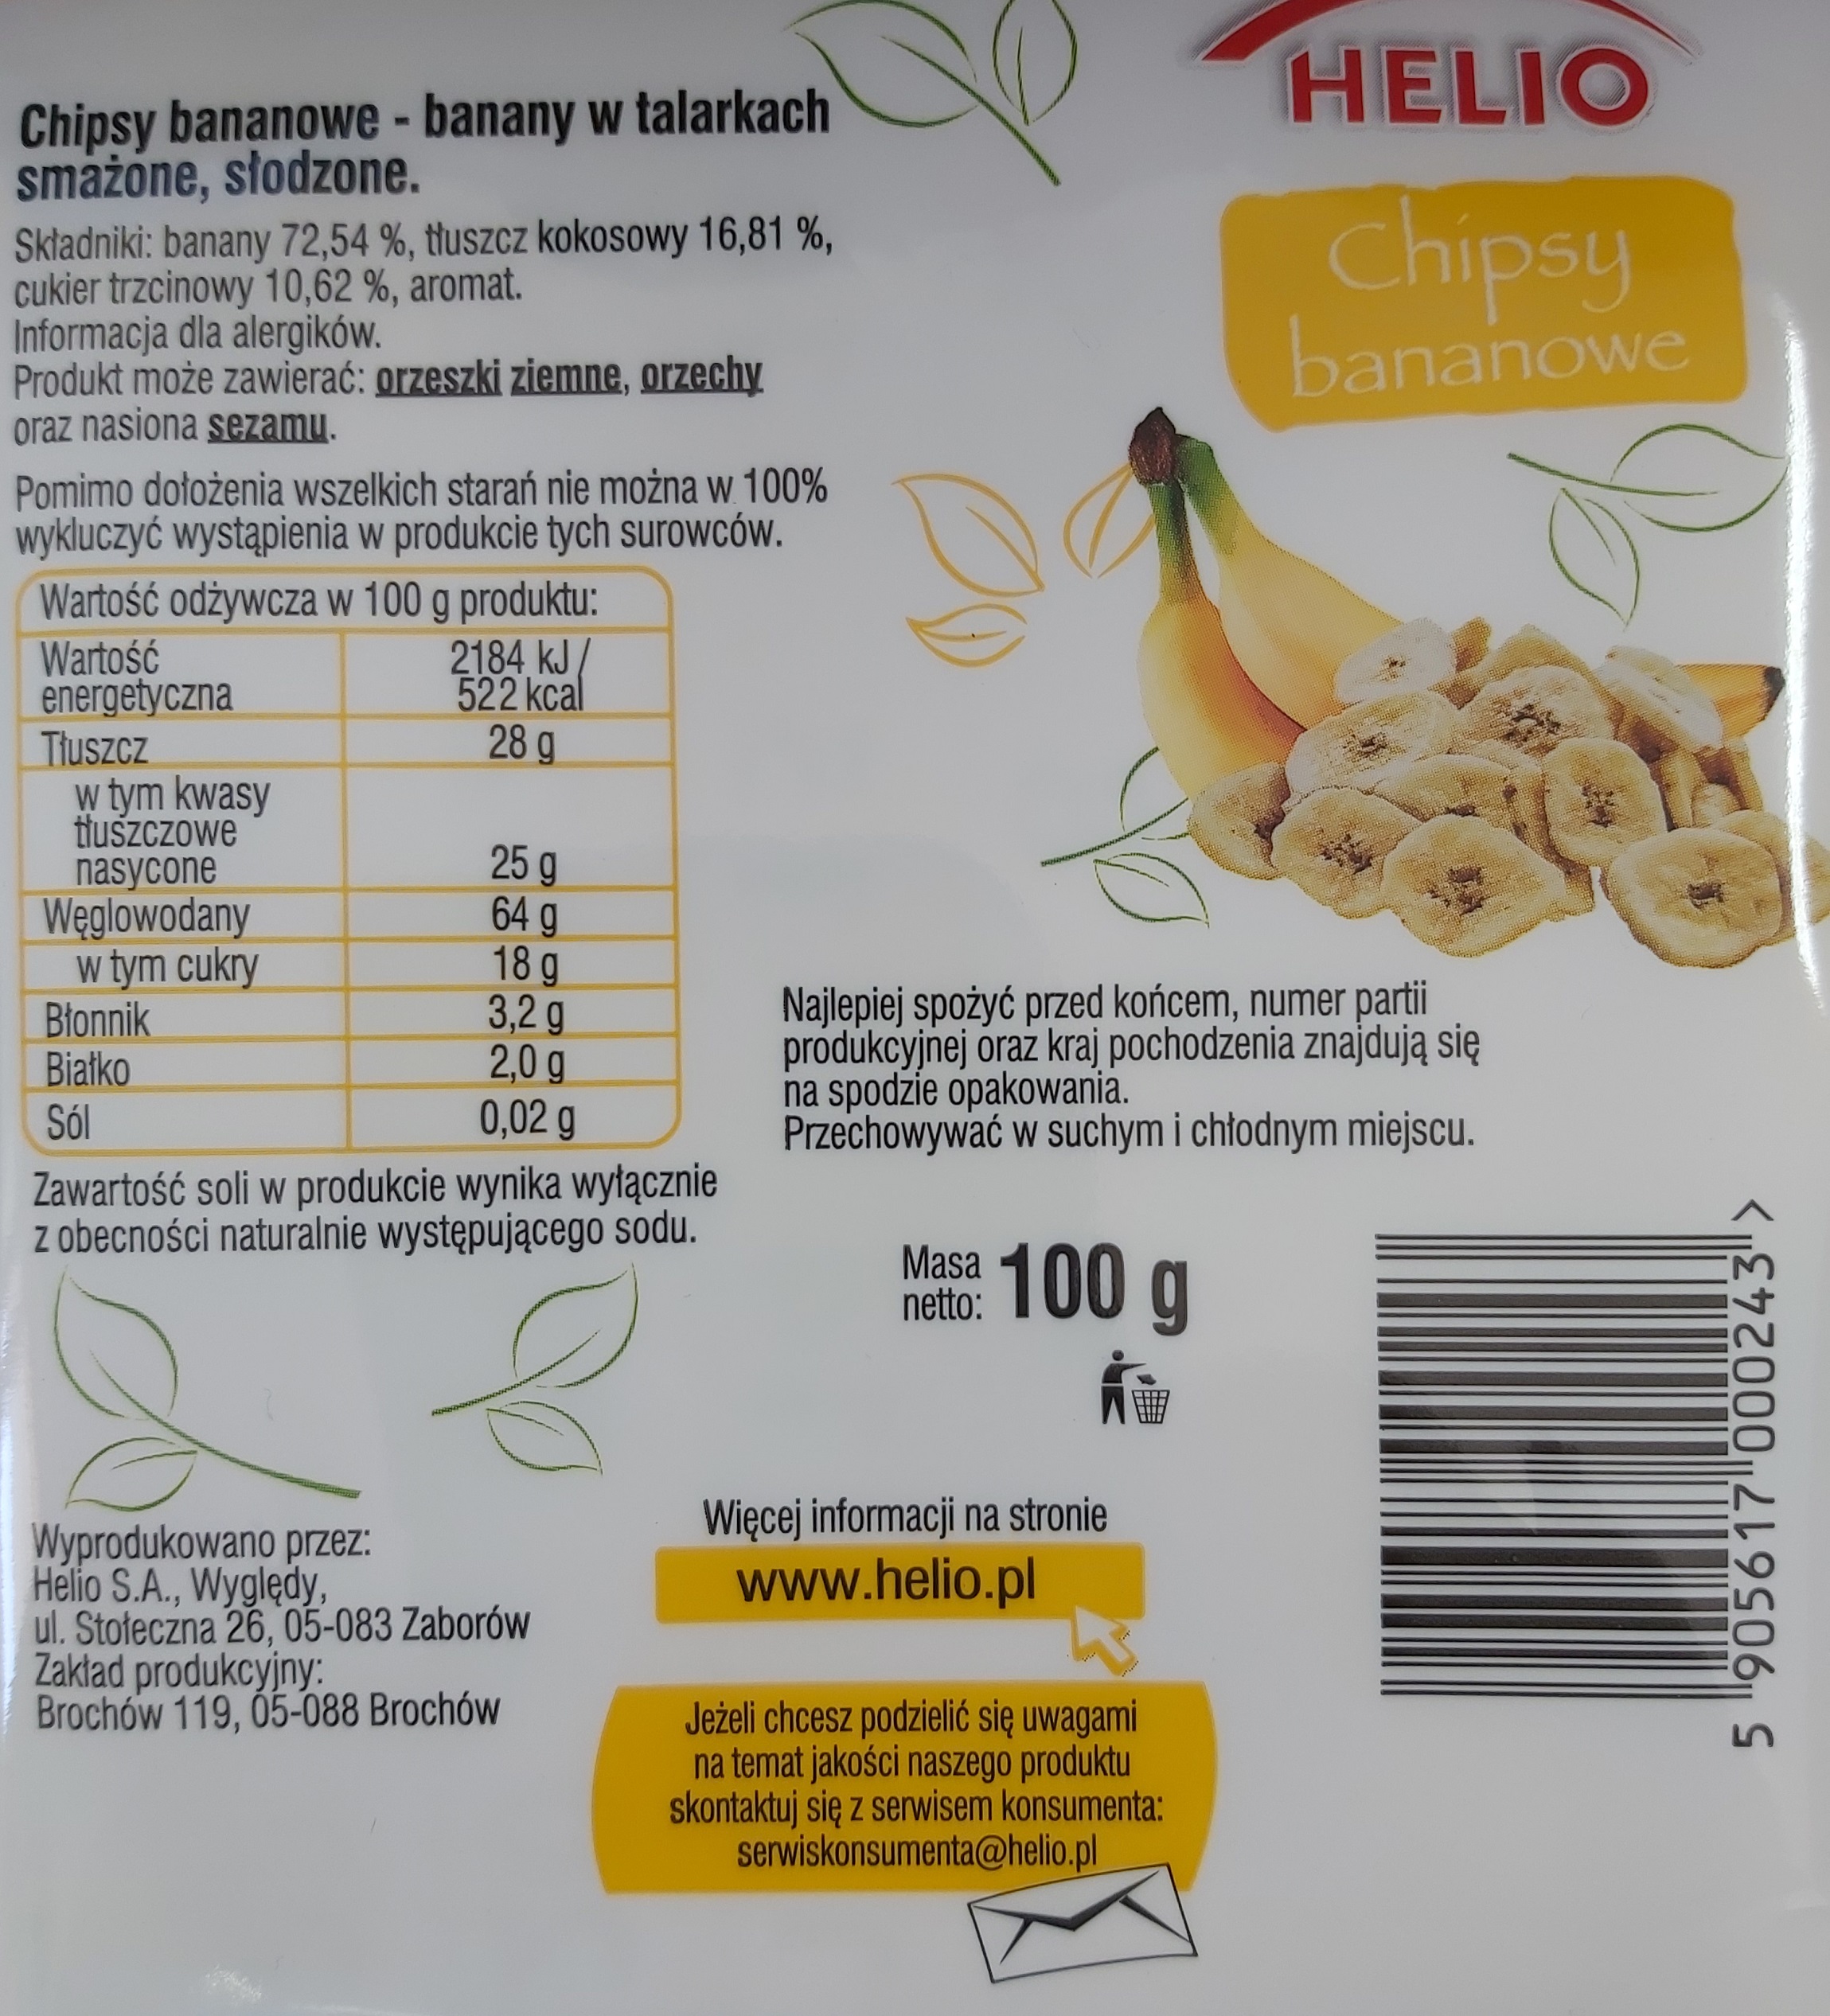 Chipsy bananowe - banany w talarkach
smażone, słodzone.
Składniki: banany 72,54 %, tłuszcz kokosowy 16,81 %,
cukier trzcinowy 10,62 %, aromat.
Informacja dla alergików.
Produkt może zawierać: orzeszki ziemne, orzechy
oraz nasiona sezamu.
Pomimo dołożenia wszelkich starań nie można w 100%
wykluczyć wystąpienia w produkcie tych surowców.
Wartość odżywcza w 100 g produktu:
Wartość
energetyczna
2184 kJ /
522 kcal
Tłuszcz 28 g
w tym kwasy
tłuszczowe
nasycone 25 g
Węglowodany 64 g
w tym cukry 18 g
Błonnik 3,2 g
Białko 2,0 g
Sól 0,02 g
Zawartość soli w produkcie wynika wyłącznie
z obecności naturalnie występującego sodu.
Wyprodukowano przez:
Helio S.A., Wyględy,
ul. Stołeczna 26, 05-083 Zaborów
Zakład produkcyjny:
Brochów 119, 05-088 Brochów
HELIO
Chipsy
bananowe
Najlepiej spożyć przed końcem, numer partii
produkcyjnej oraz kraj pochodzenia znajdują się
na spodzie opakowania.
Przechowywać w suchym i chłodnym miejscu.
Masa
netto: 100 g
Więcej informacji na stronie
www.helio.pl
Jeżeli chcesz podzielić się uwagami
na temat jakości naszego produktu
skontaktuj się z serwisem konsumenta:
serwiskonsumenta@helio.pl
5 905617 000243 >